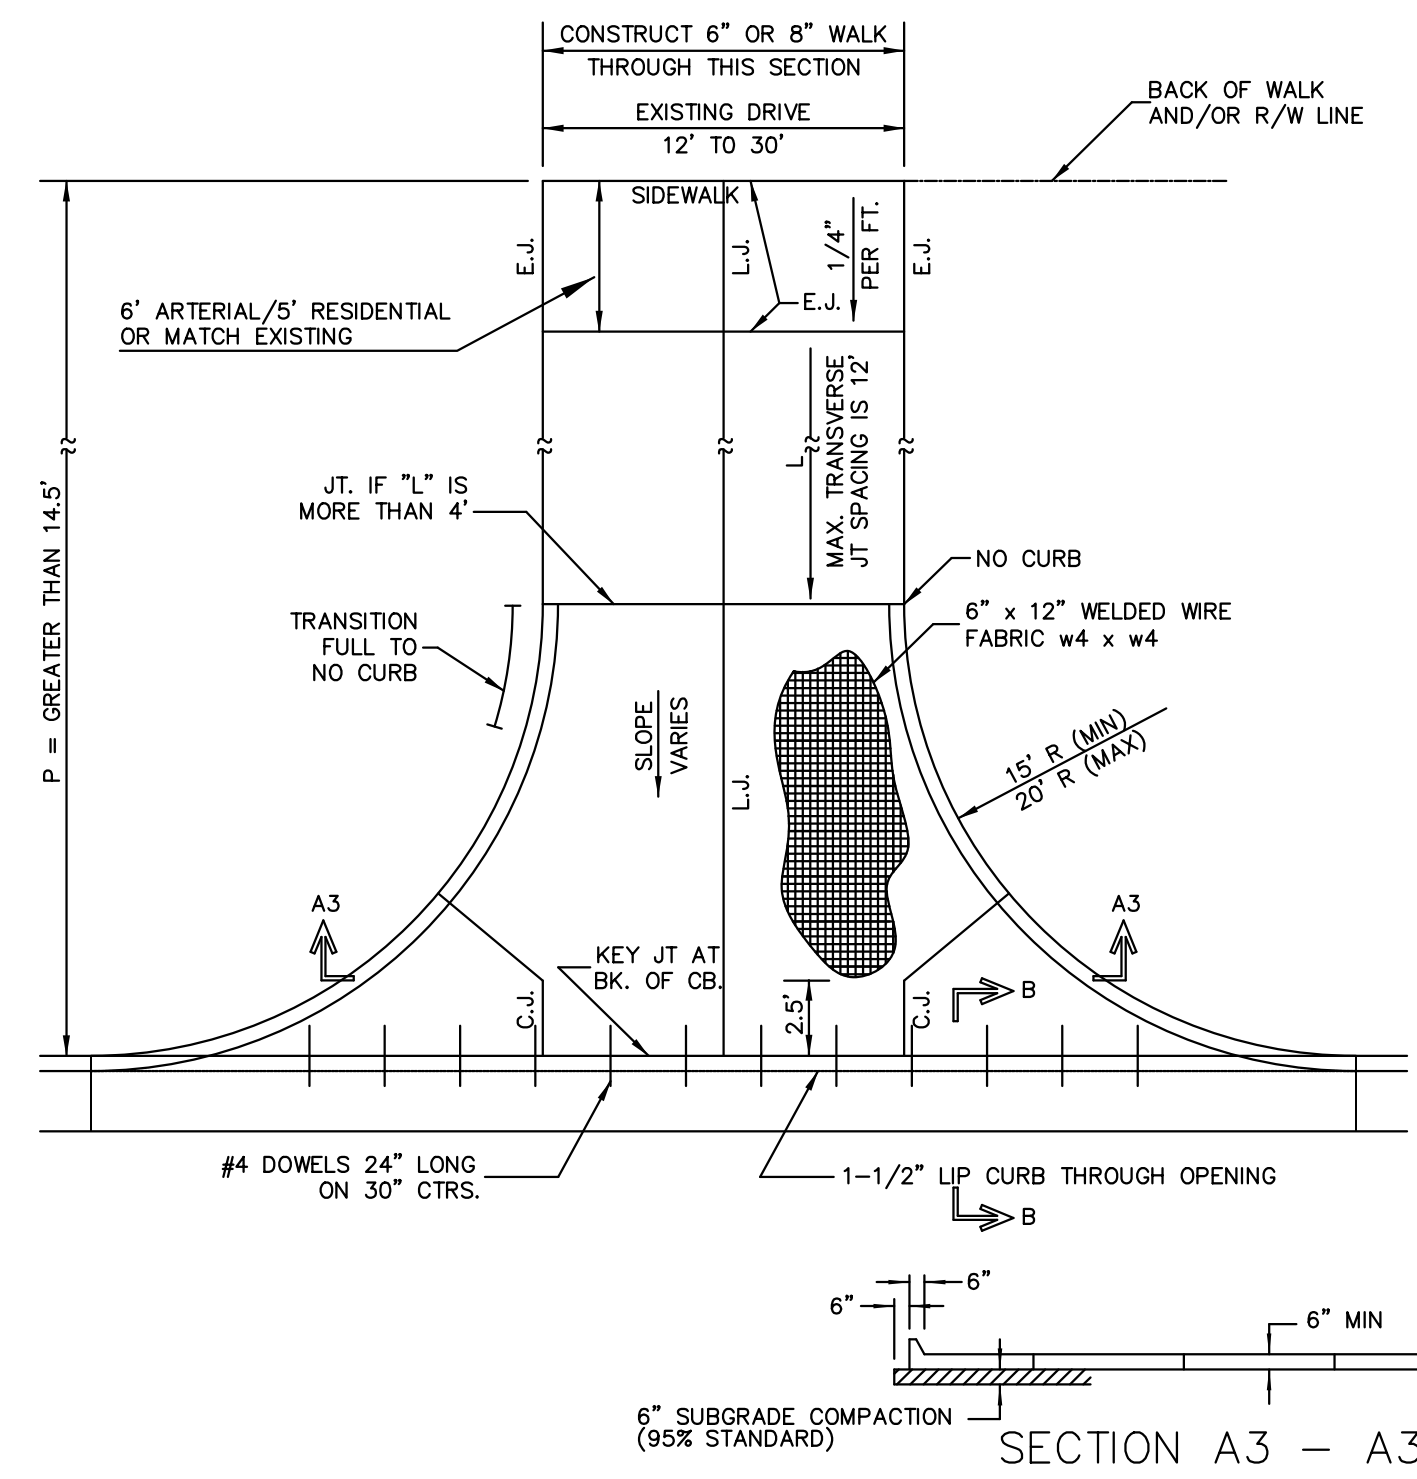 CONSTRUCT 6" OR 8" WALK
THROUGH THIS SECTION
EXISTING DRIVE
12' TO 30'
BACK OF WALK
AND/OR R/W LINE
SIDEWALK
E.J.
L.J.
1/4"
PER FT.
E.J.
E.J.
6' ARTERIAL/5' RESIDENTIAL
OR MATCH EXISTING
P = GREATER THAN 14.5'
L
MAX. TRANSVERSE
JT SPACING IS 12'
JT. IF "L" IS
MORE THAN 4'
NO CURB
6" x 12" WELDED WIRE
FABRIC w4 x w4
TRANSITION
FULL TO
NO CURB
SLOPE
VARIES
L.J.
15' R (MIN)
20' R (MAX)
A3
A3
KEY JT AT
BK. OF CB.
C.J.
2.5'
C.J.
B
#4 DOWELS 24" LONG
ON 30" CTRS.
1-1/2" LIP CURB THROUGH OPENING
B
6"
6"
6" MIN
6" SUBGRADE COMPACTION
(95% STANDARD)
SECTION A3 - A3